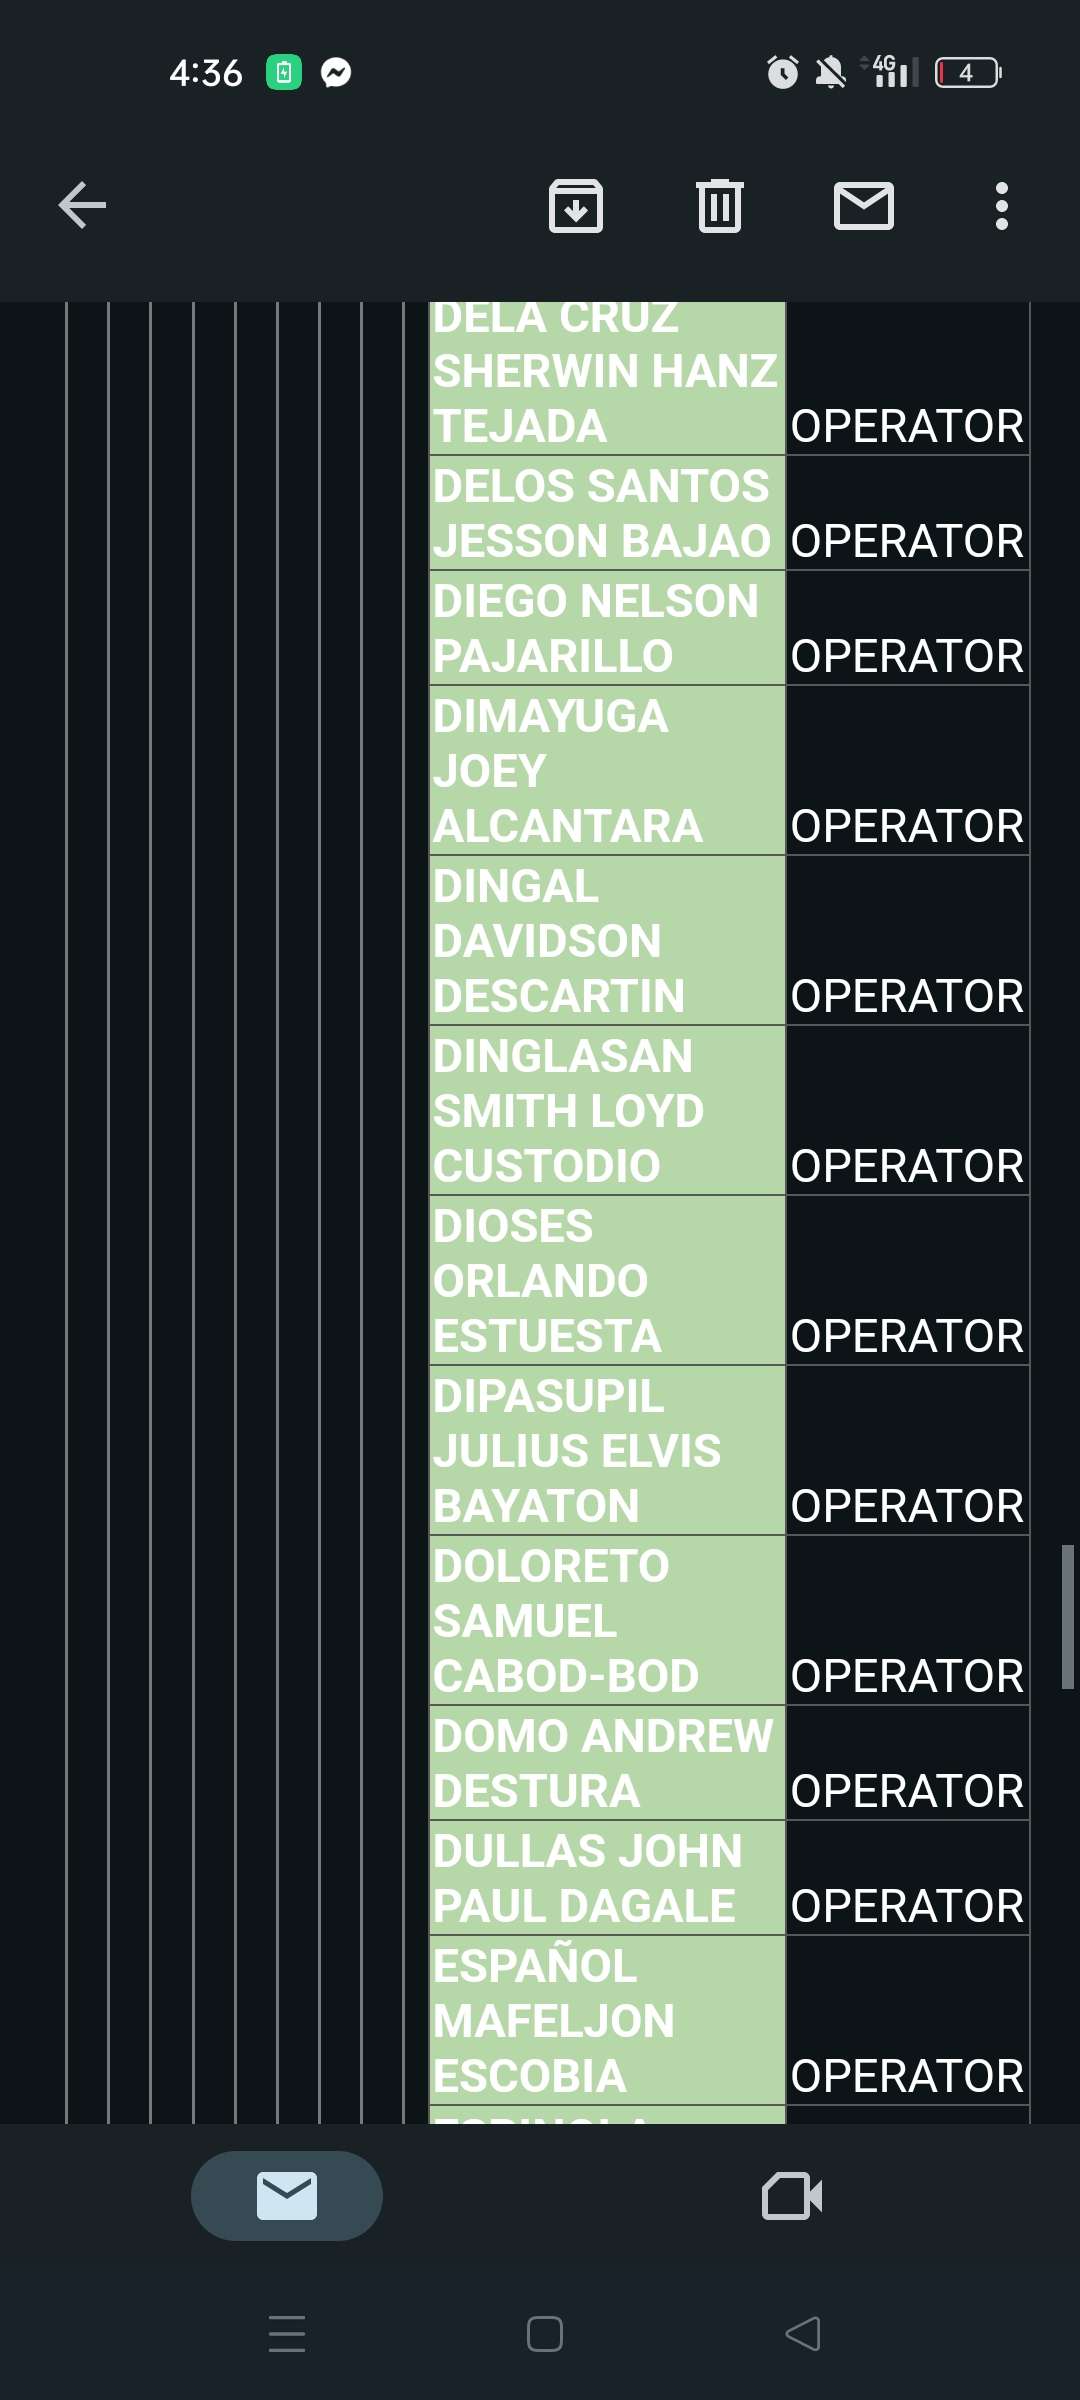 4:36
4G
4
DELA CRUZ
SHERWIN HANZ
TEJADA OPERATOR
DELOS SANTOS
JESSON BAJAO OPERATOR
DIEGO NELSON
PAJARILLO OPERATOR
DIMAYUGA
JOEY
ALCANTARA OPERATOR
DINGAL
DAVIDSON
DESCARTIN OPERATOR
DINGLASAN
SMITH LOYD
CUSTODIO OPERATOR
DIOSES
ORLANDO
ESTUESTA OPERATOR
DIPASUPIL
JULIUS ELVIS
BAYATON OPERATOR
DOLORETO
SAMUEL
CABOD-BOD OPERATOR
DOMO ANDREW
DESTURA OPERATOR
DULLAS JOHN
PAUL DAGALE OPERATOR
ESPAÑOL
MAFELJON
ESCOBIA OPERATOR